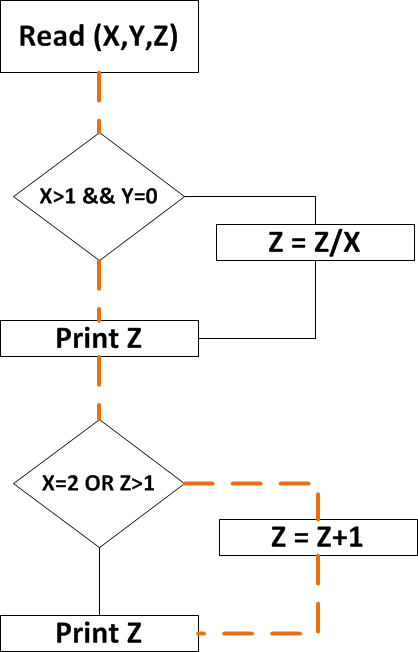 Read (X,Y,Z)
X>1 && Y=0
Z = Z/X
Print Z
X=2 OR Z>1
Z = Z+1
Print Z